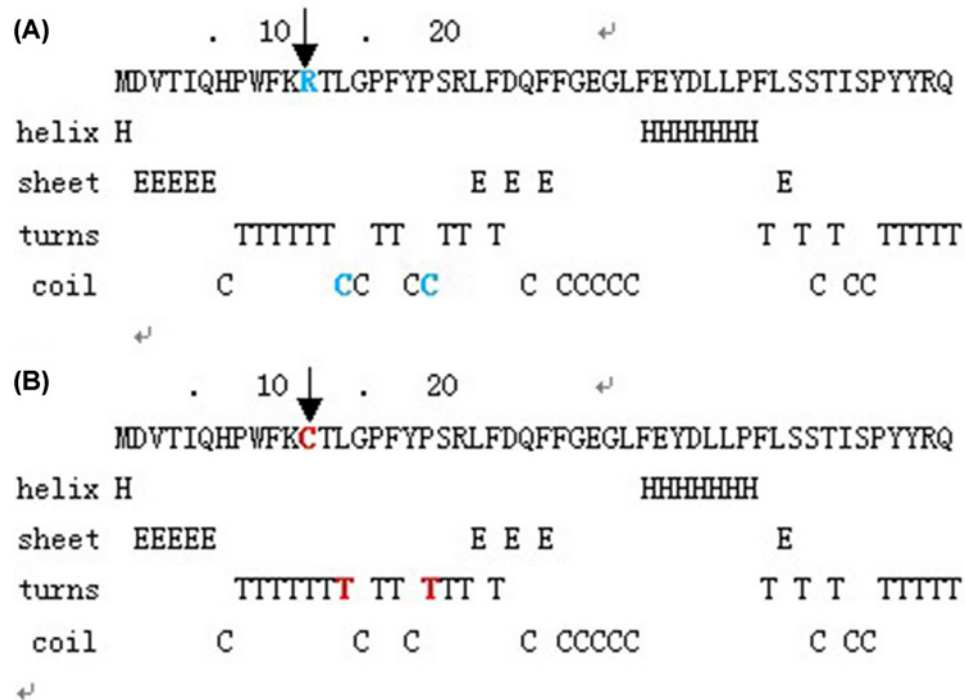 (A) . 10 . 20 ↵
MDVTIQHPWFKRTLGPFYPSRLFDQFFGEGLFEYDLLPFLSSTISPYYRQ
helix H HHHHHHH
sheet EEEEE E E E E
turns TTTTTT TT TT T T T T TTTTT
coil C CC CC C CCCCC C CC
↵
(B) . 10 . 20 ↵
MDVTIQHPWFKCTLGPFYPSRLFDQFFGEGLFEYDLLPFLSSTISPYYRQ
helix H HHHHHHH
sheet EEEEE E E E E
turns TTTTTTT TT TTT T T T T TTTTT
coil C C C C CCCCC C CC
↵